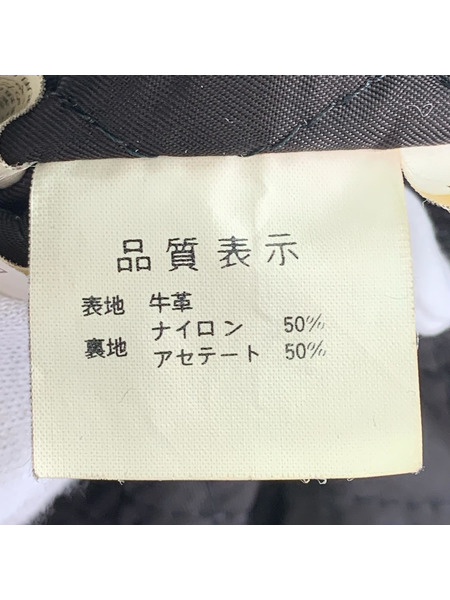 品質表示
表地 牛革
裏地 ナイロン 50%
アセテート 50%